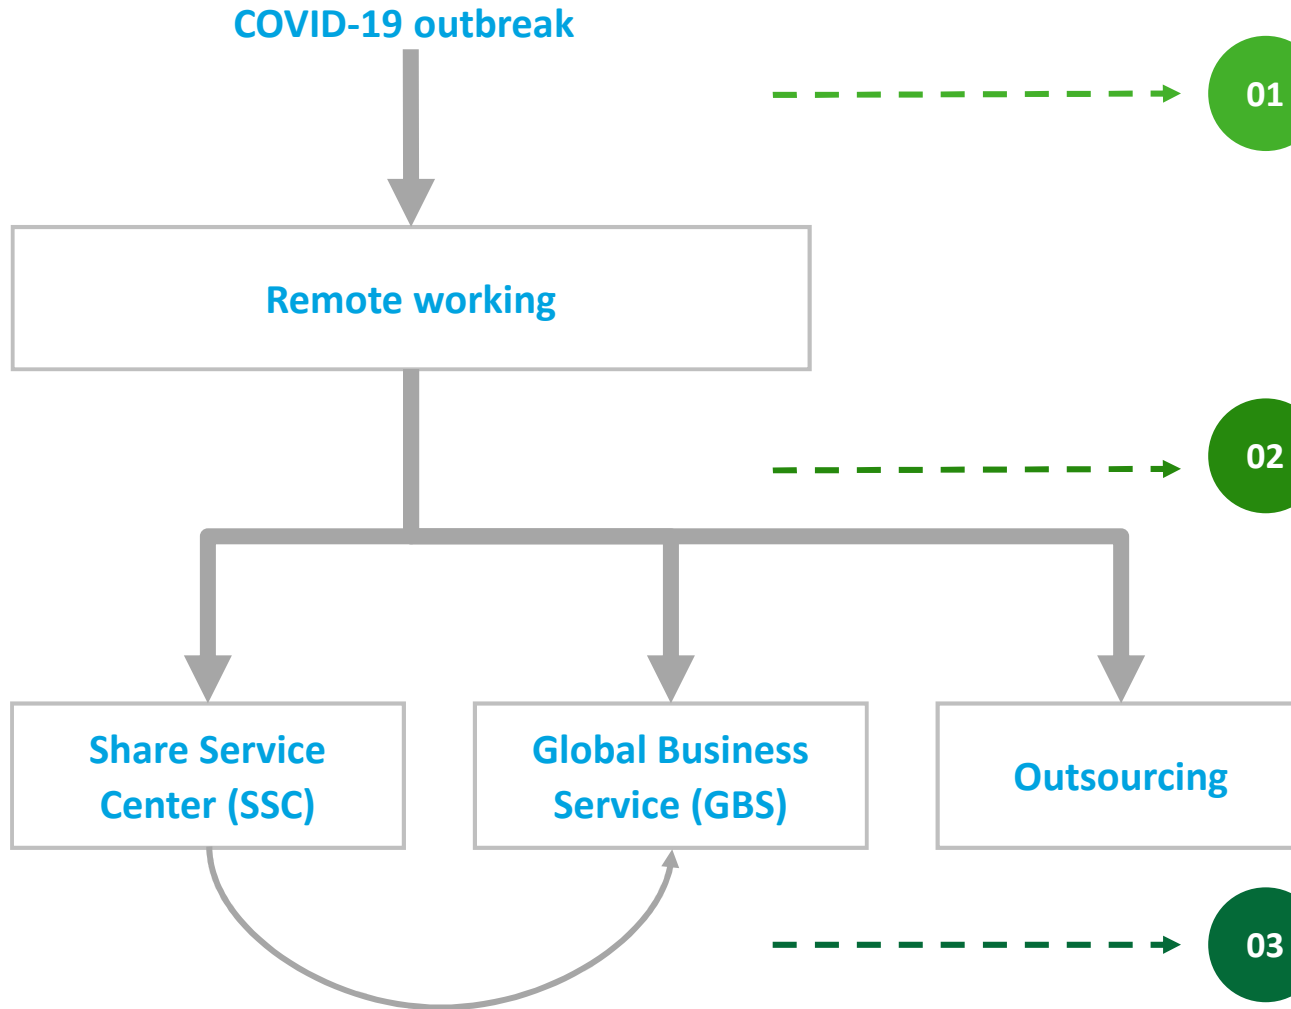 COVID-19 outbreak
01
Remote working
02
Share Service
Center (SSC)
Global Business
Service (GBS)
Outsourcing
03